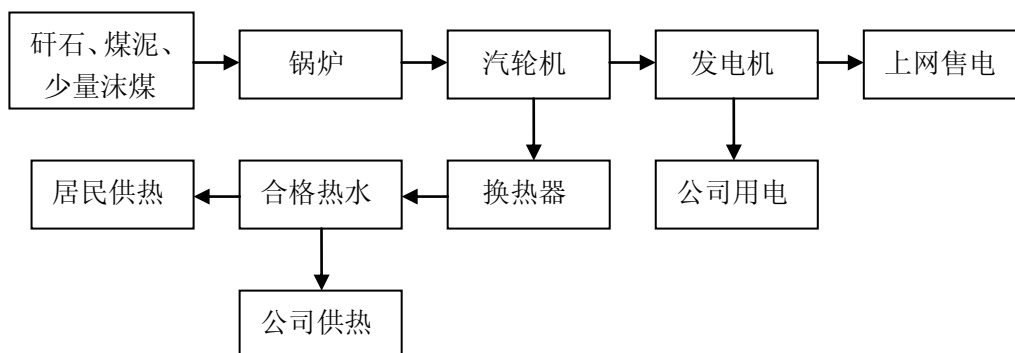 矸石、煤泥、
少量沫煤
锅炉
汽轮机
发电机
上网售电
居民供热
合格热水
换热器
公司用电
公司供热